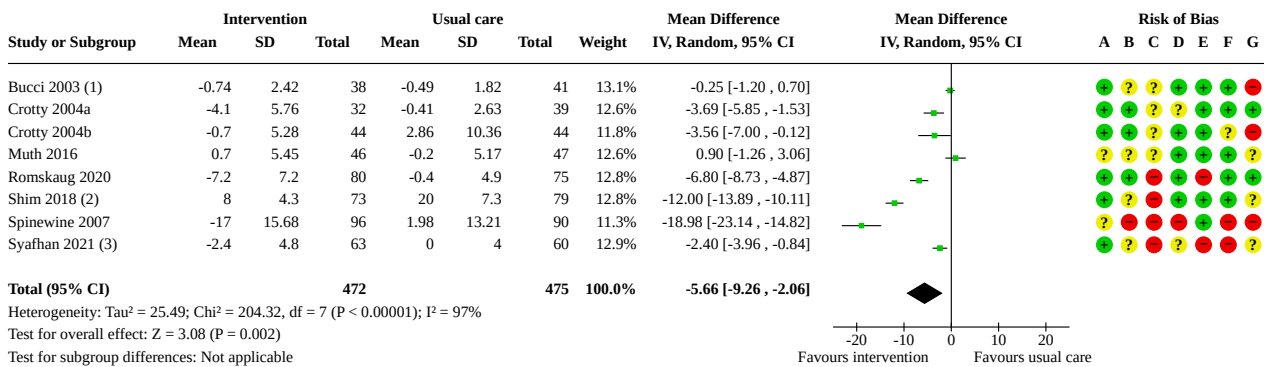 Intervention Usual care Mean Difference Mean Difference Risk of Bias
Study or Subgroup Mean SD Total Mean SD Total Weight IV, Random, 95% CI IV, Random, 95% CI A B C D E F G
Bucci 2003 (1) -0.74 2.42 38 -0.49 1.82 41 13.1% -0.25 [-1.20 , 0.70] + ? ? + + + −
Crotty 2004a -4.1 5.76 32 -0.41 2.63 39 12.6% -3.69 [-5.85 , -1.53] + + ? ? + + +
Crotty 2004b -0.7 5.28 44 2.86 10.36 44 11.8% -3.56 [-7.00 , -0.12] + + ? + + ? −
Muth 2016 0.7 5.45 46 -0.2 5.17 47 12.6% 0.90 [-1.26 , 3.06] ? ? ? + + + ?
Romskaug 2020 -7.2 7.2 80 -0.4 4.9 75 12.8% -6.80 [-8.73 , -4.87] + + − + − + +
Shim 2018 (2) 8 4.3 73 20 7.3 79 12.8% -12.00 [-13.89 , -10.11] + ? − + + + ?
Spinewine 2007 -17 15.68 96 1.98 13.21 90 11.3% -18.98 [-23.14 , -14.82] ? − − − + − −
Syafhan 2021 (3) -2.4 4.8 63 0 4 60 12.9% -2.40 [-3.96 , -0.84] + ? − ? − − ?
Total (95% CI) 472 475 100.0% -5.66 [-9.26 , -2.06]
Heterogeneity: Tau² = 25.49; Chi² = 204.32, df = 7 (P < 0.00001); I² = 97%
Test for overall effect: Z = 3.08 (P = 0.002)
-20 -10 0 10 20
Test for subgroup differences: Not applicable
Favours intervention Favours usual care